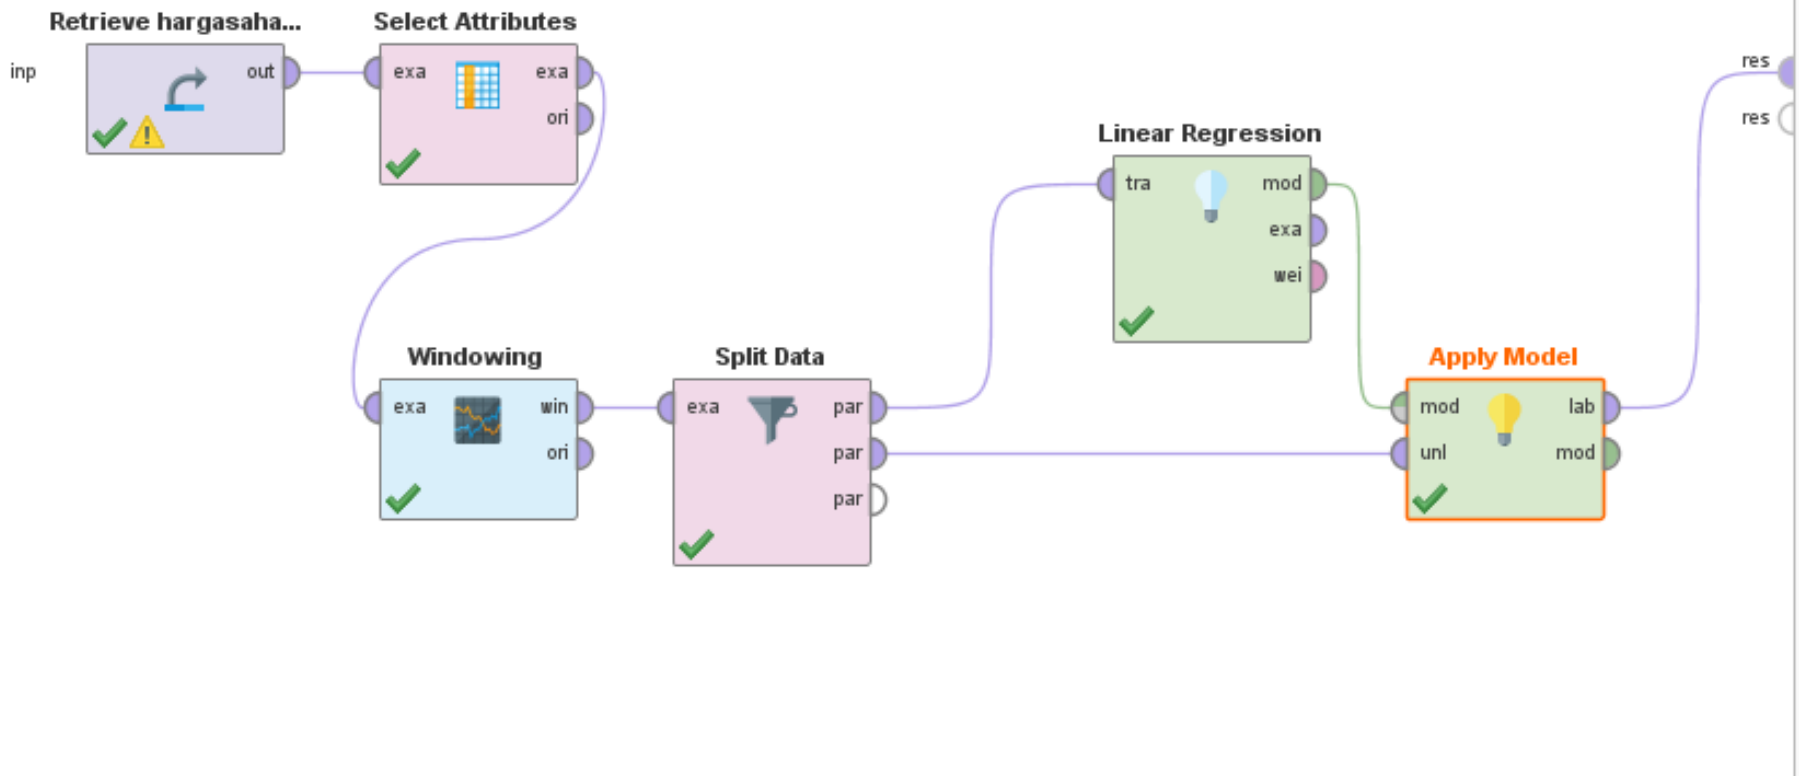 Retrieve hargasaha...
Select Attributes
inp
out
exa
exa
ori
res
res
Linear Regression
tra
mod
exa
wei
Windowing
exa
win
ori
Split Data
exa
par
par
par
Apply Model
mod
lab
unl
mod